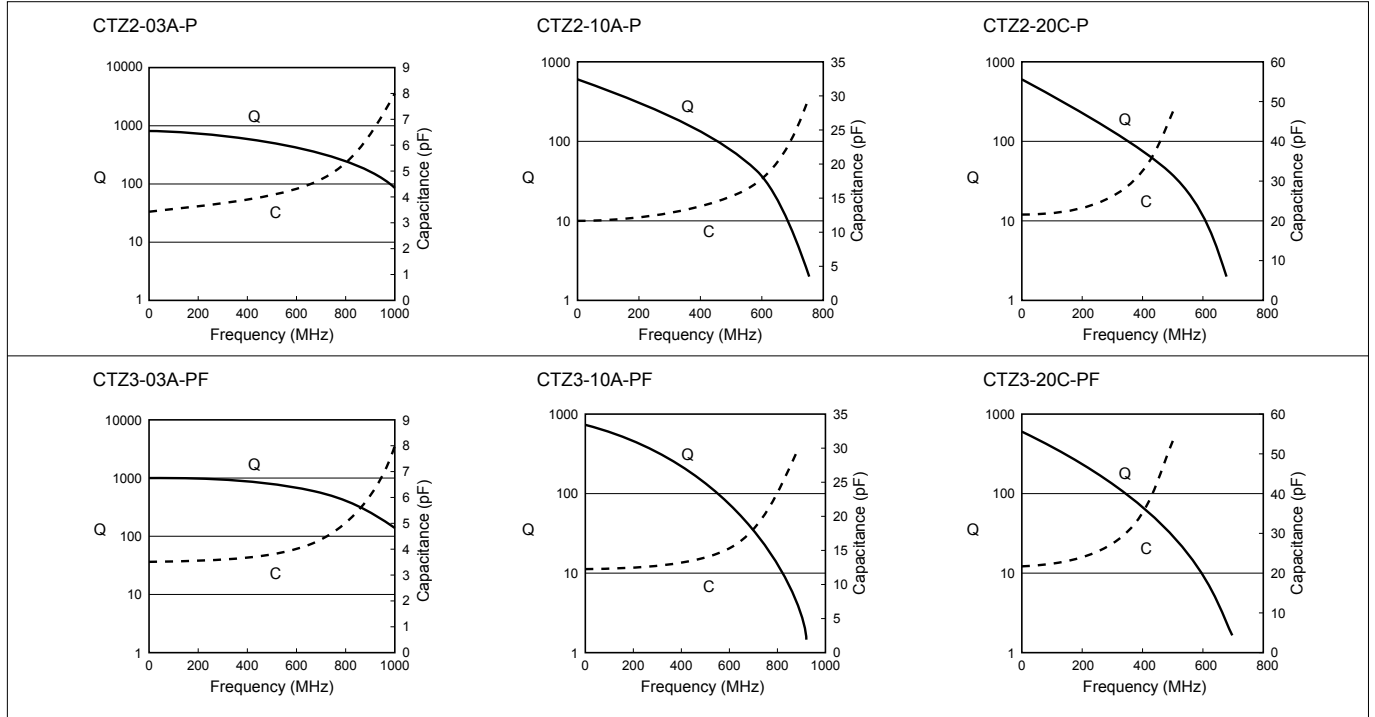 CTZ2-03A-P
10000
1000
100
10
1
Q
Q
C
9
8
7
6
5
4
3
2
1
0
Capacitance (pF)
0 200 400 600 800 1000
Frequency (MHz)
CTZ2-10A-P
1000
100
10
1
Q
Q
C
35
30
25
20
15
10
5
0
Capacitance (pF)
0 200 400 600 800
Frequency (MHz)
CTZ2-20C-P
1000
100
10
1
Q
Q
C
60
50
40
30
20
10
0
Capacitance (pF)
0 200 400 600 800
Frequency (MHz)
CTZ3-03A-PF
10000
1000
100
10
1
Q
Q
C
9
8
7
6
5
4
3
2
1
0
Capacitance (pF)
0 200 400 600 800 1000
Frequency (MHz)
CTZ3-10A-PF
1000
100
10
1
Q
Q
C
35
30
25
20
15
10
5
0
Capacitance (pF)
0 200 400 600 800 1000
Frequency (MHz)
CTZ3-20C-PF
1000
100
10
1
Q
Q
C
60
50
40
30
20
10
0
Capacitance (pF)
0 200 400 600 800
Frequency (MHz)